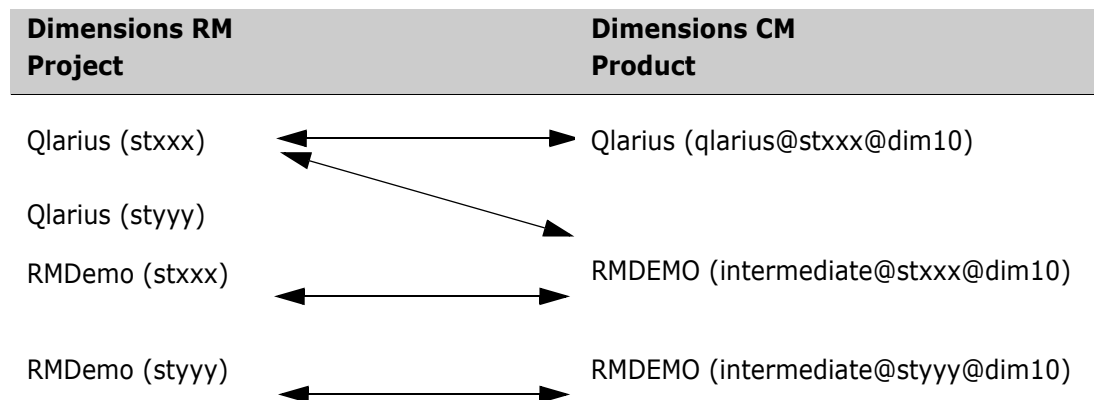 Dimensions RM
Project
Dimensions CM
Product
Qlarius (stxxx)
Qlarius (qlarius@stxxx@dim10)
Qlarius (styyy)
RMDemo (stxxx)
RMDEMO (intermediate@stxxx@dim10)
RMDemo (styyy)
RMDEMO (intermediate@styyy@dim10)